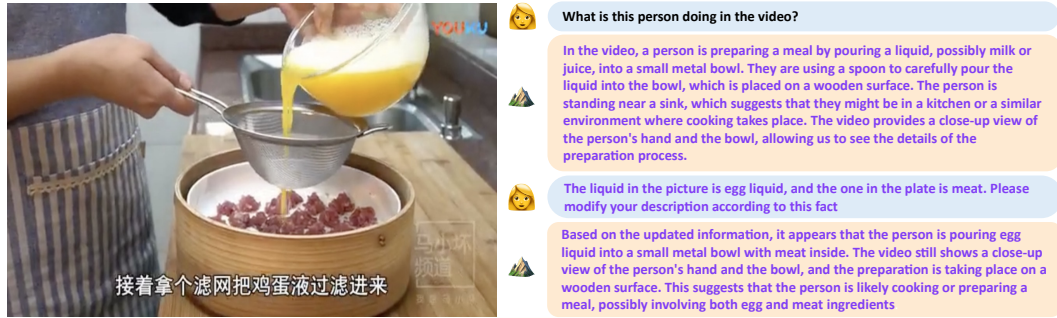 YOUKU
马小坏
频道
接着拿个滤网把鸡蛋液过滤进来
What is this person doing in the video?
In the video, a person is preparing a meal by pouring a liquid, possibly milk or
juice, into a small metal bowl. They are using a spoon to carefully pour the
liquid into the bowl, which is placed on a wooden surface. The person is
standing near a sink, which suggests that they might be in a kitchen or a similar
environment where cooking takes place. The video provides a close-up view of
the person's hand and the bowl, allowing us to see the details of the
preparation process.
The liquid in the picture is egg liquid, and the one in the plate is meat. Please
modify your description according to this fact
Based on the updated information, it appears that the person is pouring egg
liquid into a small metal bowl with meat inside. The video still shows a close-up
view of the person's hand and the bowl, and the preparation is taking place on a
wooden surface. This suggests that the person is likely cooking or preparing a
meal, possibly involving both egg and meat ingredients